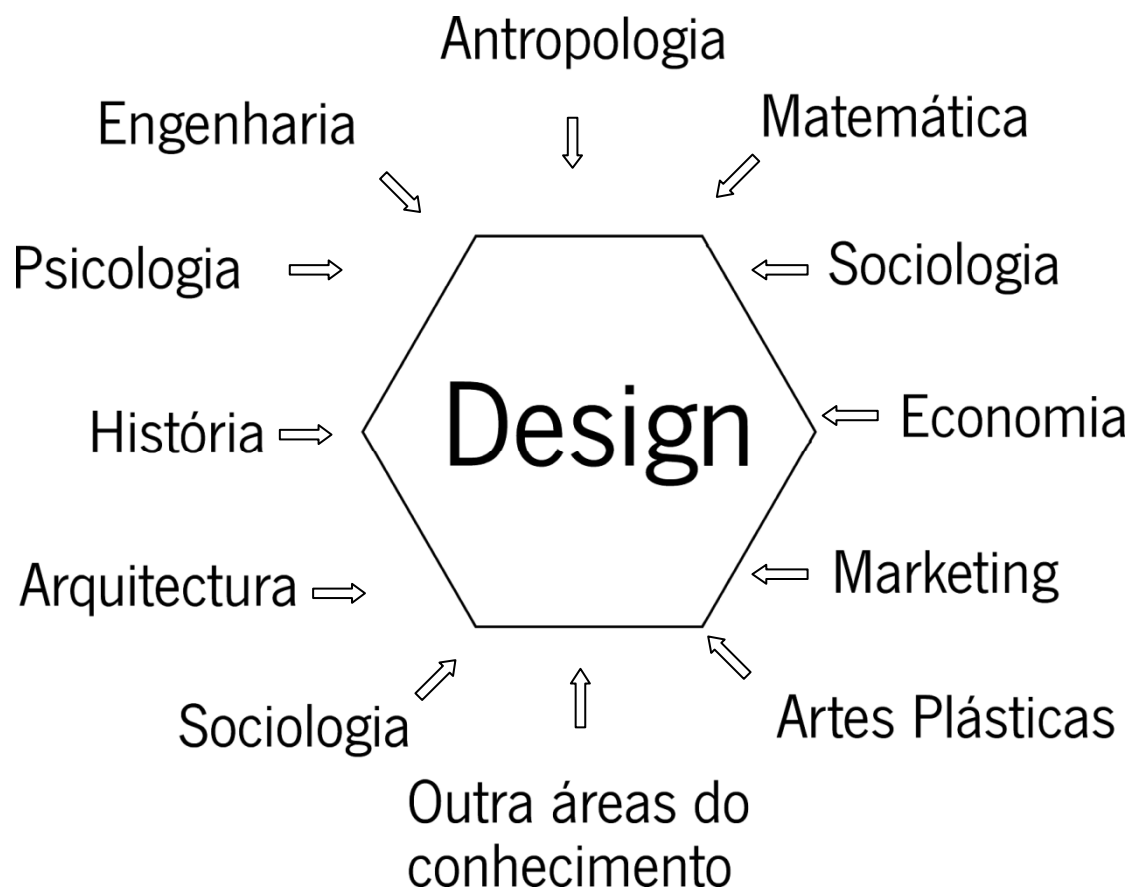 Antropologia
Engenharia
Matemática
Psicologia
Sociologia
Design
História
Economia
Arquitectura
Marketing
Sociologia
Artes Plásticas
Outra áreas do
conhecimento